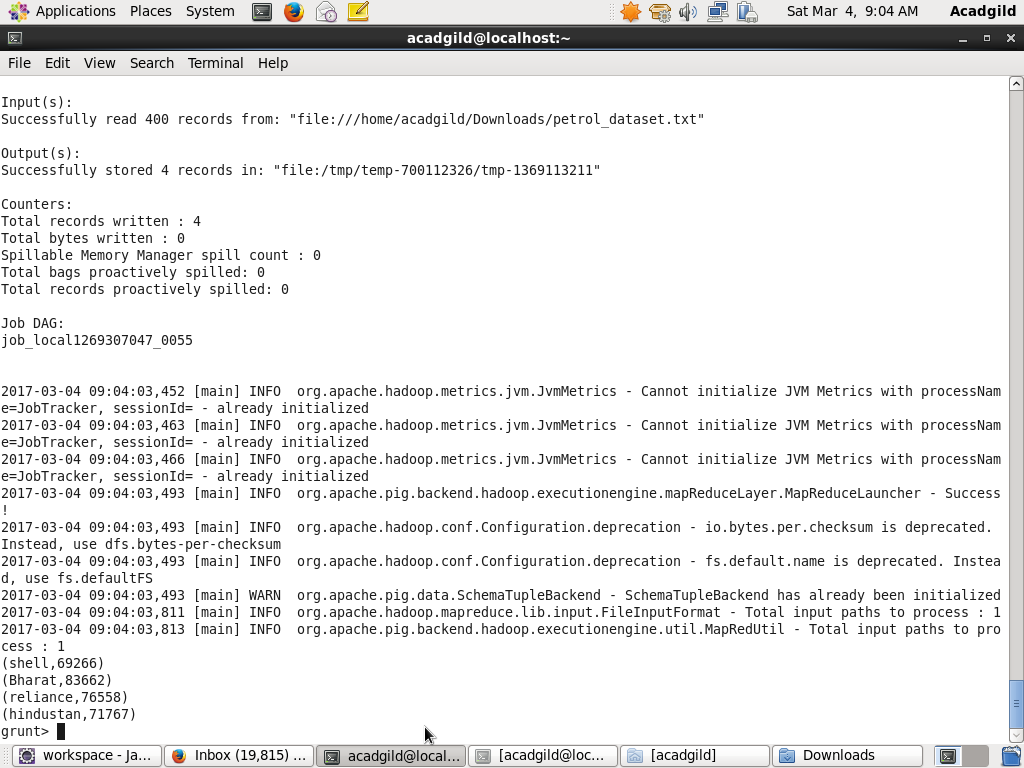 Applications Places System Sat Mar 4, 9:04 AM Acadgild
acadgild@localhost:~
File Edit View Search Terminal Help
Input(s):
Successfully read 400 records from: "file:///home/acadgild/Downloads/petrol_dataset.txt"
Output(s):
Successfully stored 4 records in: "file:/tmp/temp-700112326/tmp-1369113211"
Counters:
Total records written : 4
Total bytes written : 0
Spillable Memory Manager spill count : 0
Total bags proactively spilled: 0
Total records proactively spilled: 0
Job DAG:
job_local1269307047_0055
2017-03-04 09:04:03,452 [main] INFO  org.apache.hadoop.metrics.jvm.JvmMetrics - Cannot initialize JVM Metrics with processNam
e=JobTracker, sessionId= - already initialized
2017-03-04 09:04:03,463 [main] INFO  org.apache.hadoop.metrics.jvm.JvmMetrics - Cannot initialize JVM Metrics with processNam
e=JobTracker, sessionId= - already initialized
2017-03-04 09:04:03,466 [main] INFO  org.apache.hadoop.metrics.jvm.JvmMetrics - Cannot initialize JVM Metrics with processNam
e=JobTracker, sessionId= - already initialized
2017-03-04 09:04:03,493 [main] INFO  org.apache.pig.backend.hadoop.executionengine.mapReduceLayer.MapReduceLauncher - Success
!
2017-03-04 09:04:03,493 [main] INFO  org.apache.hadoop.conf.Configuration.deprecation - io.bytes.per.checksum is deprecated.
Instead, use dfs.bytes-per-checksum
2017-03-04 09:04:03,493 [main] INFO  org.apache.hadoop.conf.Configuration.deprecation - fs.default.name is deprecated. Instea
d, use fs.defaultFS
2017-03-04 09:04:03,493 [main] WARN  org.apache.pig.data.SchemaTupleBackend - SchemaTupleBackend has already been initialized
2017-03-04 09:04:03,811 [main] INFO  org.apache.hadoop.mapreduce.lib.input.FileInputFormat - Total input paths to process : 1
2017-03-04 09:04:03,813 [main] INFO  org.apache.pig.backend.hadoop.executionengine.util.MapRedUtil - Total input paths to pro
cess : 1
(shell,69266)
(Bharat,83662)
(reliance,76558)
(hindustan,71767)
grunt>
workspace - Ja... Inbox (19,815) ... acadgild@local... [acadgild@loc... [acadgild] Downloads